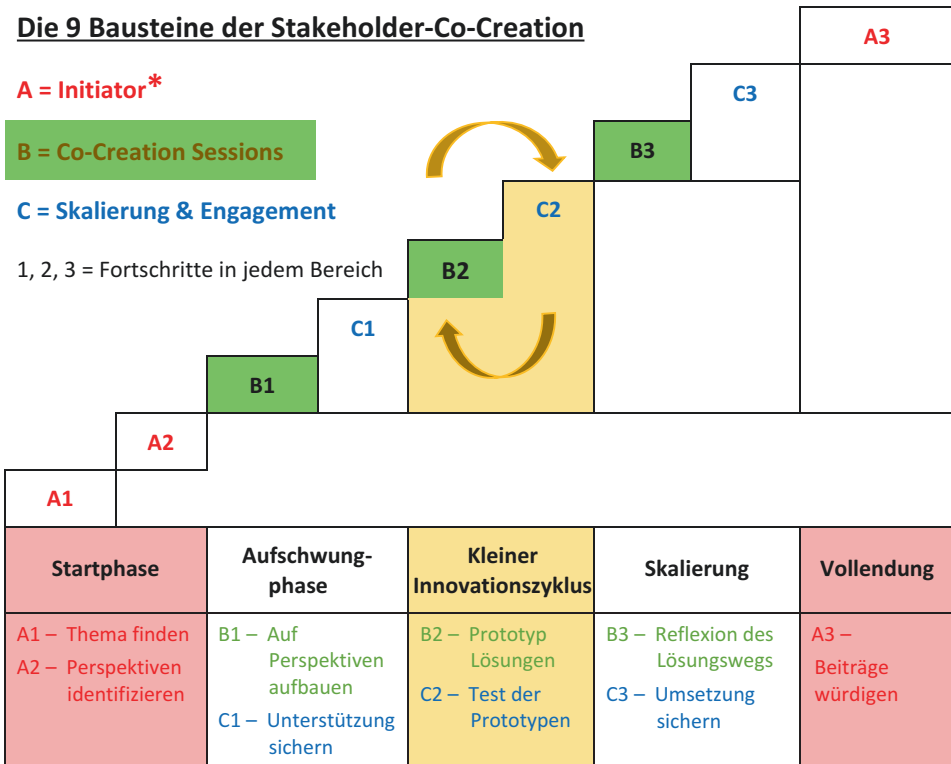 Die 9 Bausteine der Stakeholder-Co-Creation
A = Initiator*
B = Co-Creation Sessions
C = Skalierung & Engagement
1, 2, 3 = Fortschritte in jedem Bereich
A3
C3
B3
C2
B2
C1
B1
A2
A1
Startphase
Aufschwung-
phase
Kleiner
Innovationszyklus
Skalierung
Vollendung
A1 – Thema finden
A2 – Perspektiven
identifizieren
B1 – Auf
Perspektiven
aufbauen
C1 – Unterstützung
sichern
B2 – Prototyp
Lösungen
C2 – Test der
Prototypen
B3 – Reflexion des
Lösungswegs
C3 – Umsetzung
sichern
A3 –
Beiträge
würdigen